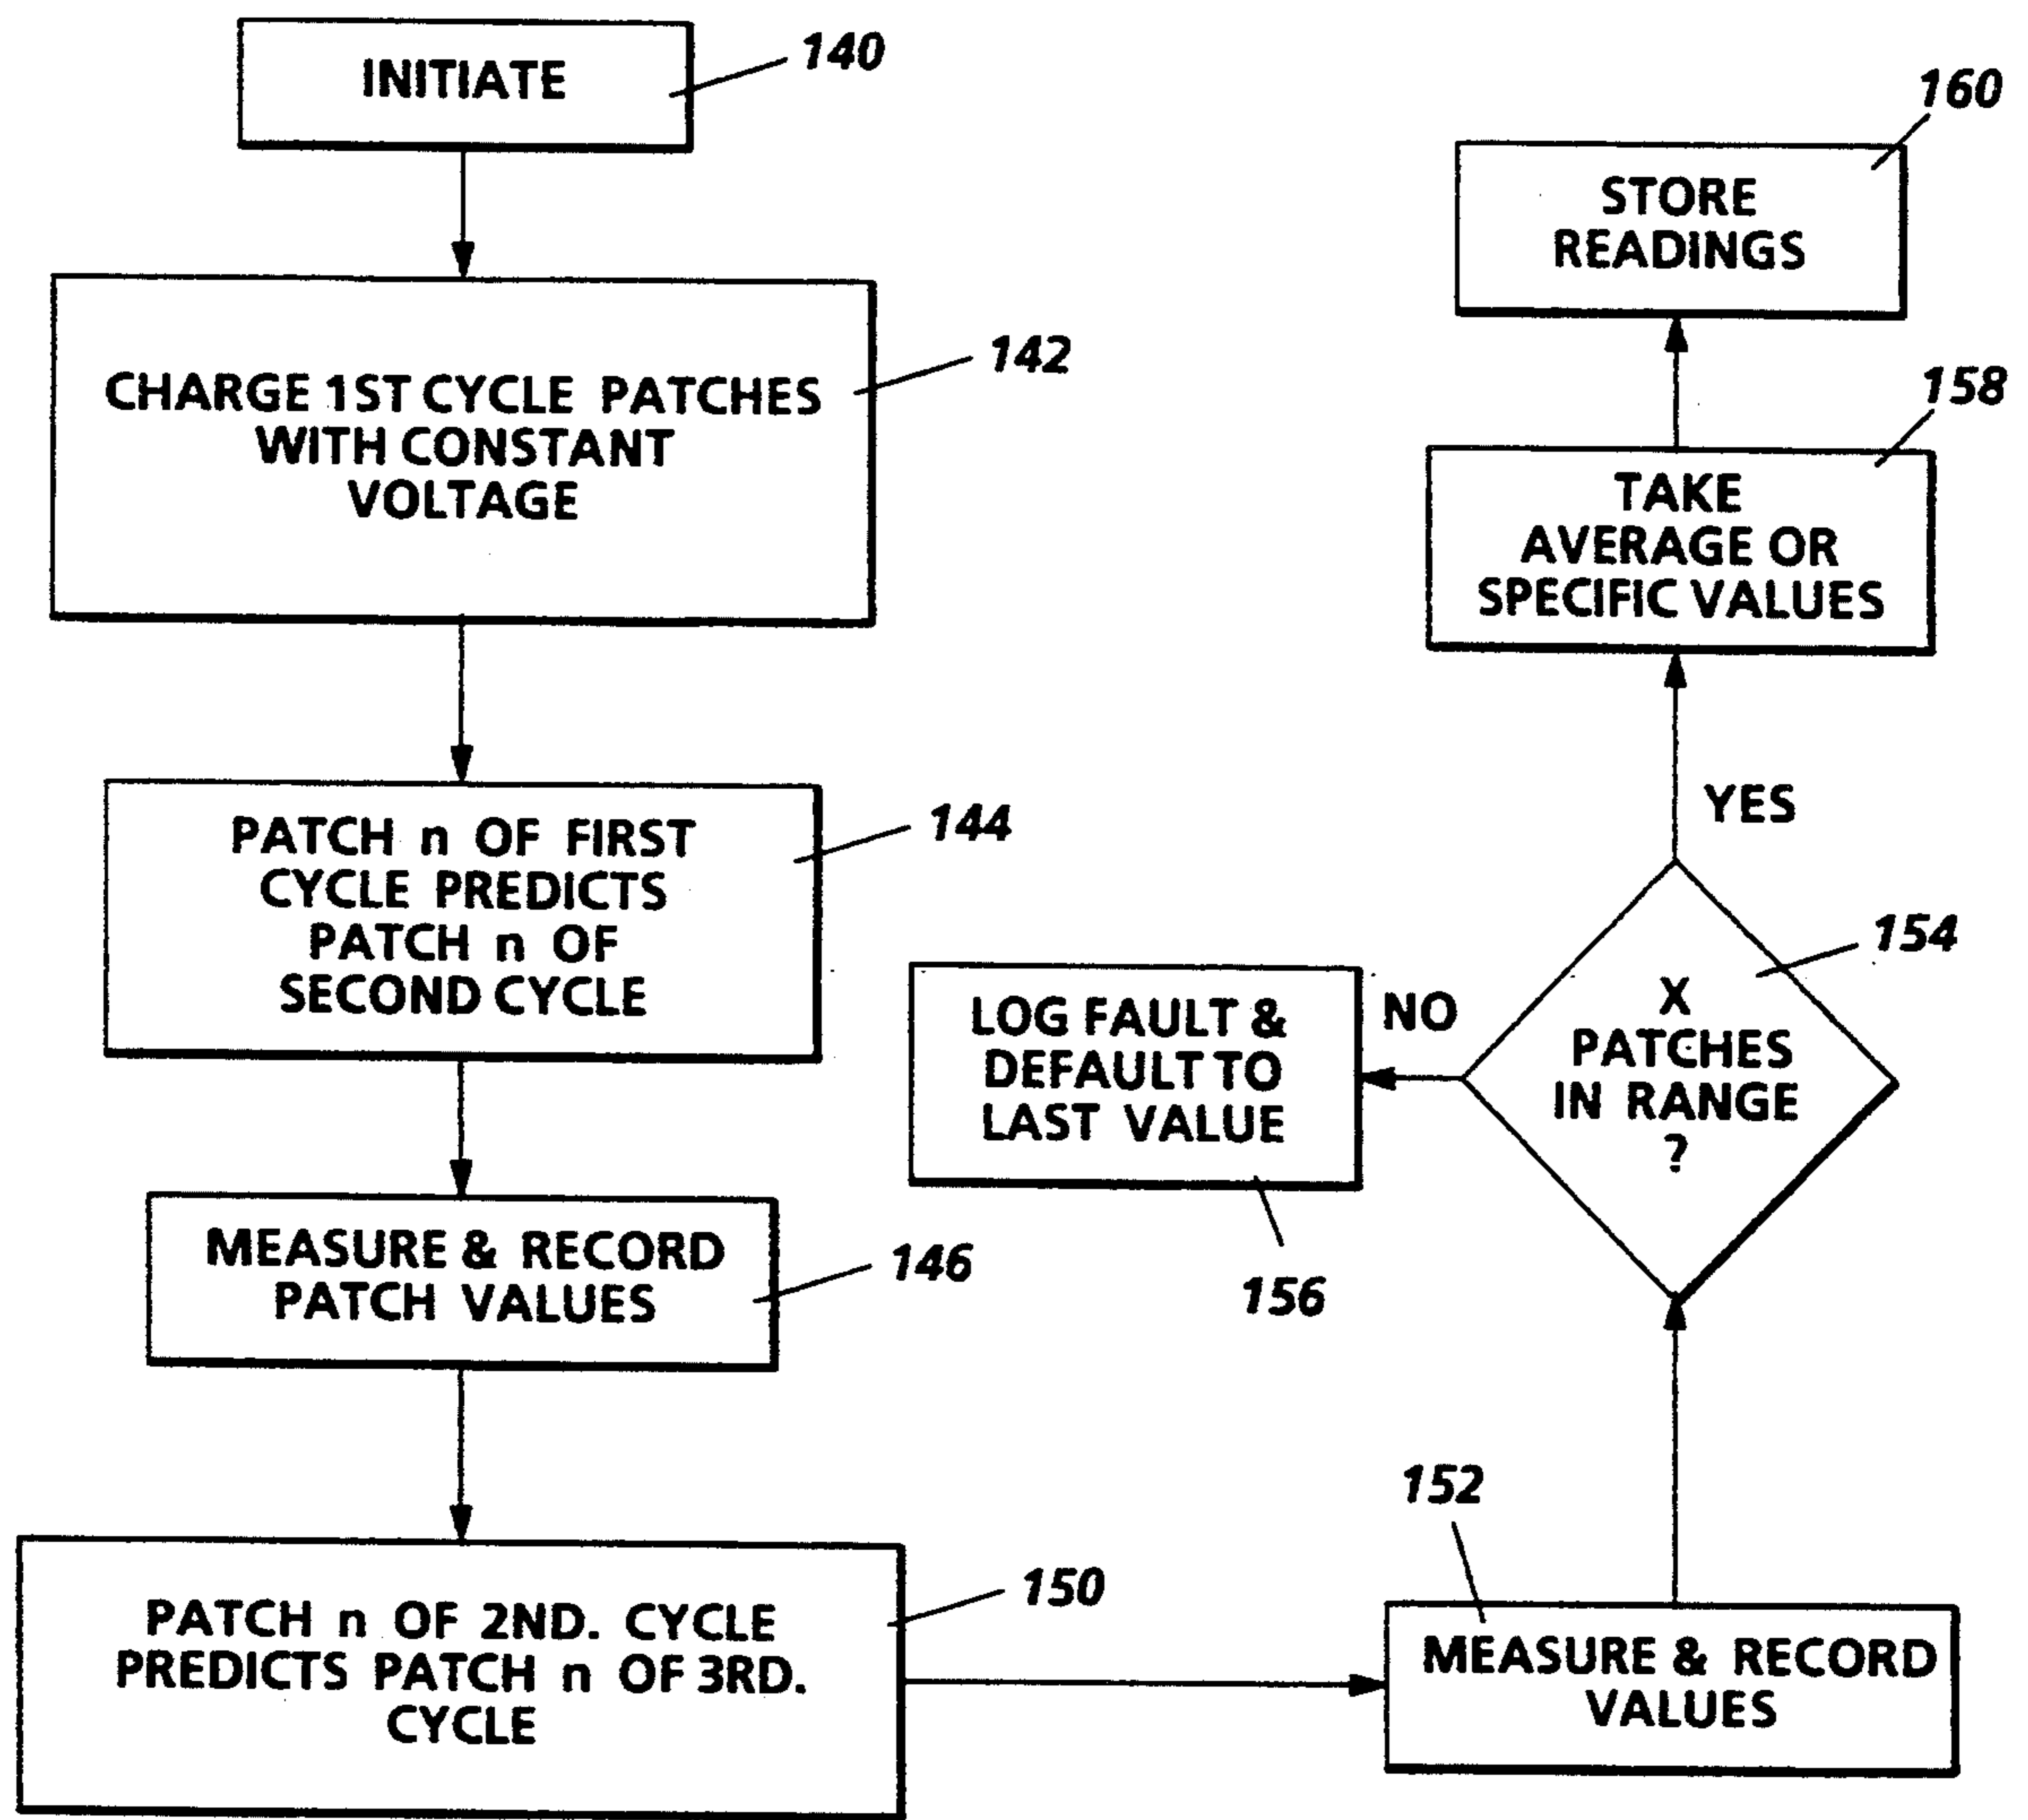 INITIATE
140
CHARGE 1ST CYCLE PATCHES
WITH CONSTANT
VOLTAGE
142
PATCH n OF FIRST
CYCLE PREDICTS
PATCH n OF
SECOND CYCLE
144
MEASURE & RECORD
PATCH VALUES
146
PATCH n OF 2ND. CYCLE
PREDICTS PATCH n OF 3RD.
CYCLE
150
152
MEASURE & RECORD
VALUES
X
PATCHES
IN RANGE
?
154
NO
LOG FAULT &
DEFAULT TO
LAST VALUE
156
YES
TAKE
AVERAGE OR
SPECIFIC VALUES
158
STORE
READINGS
160